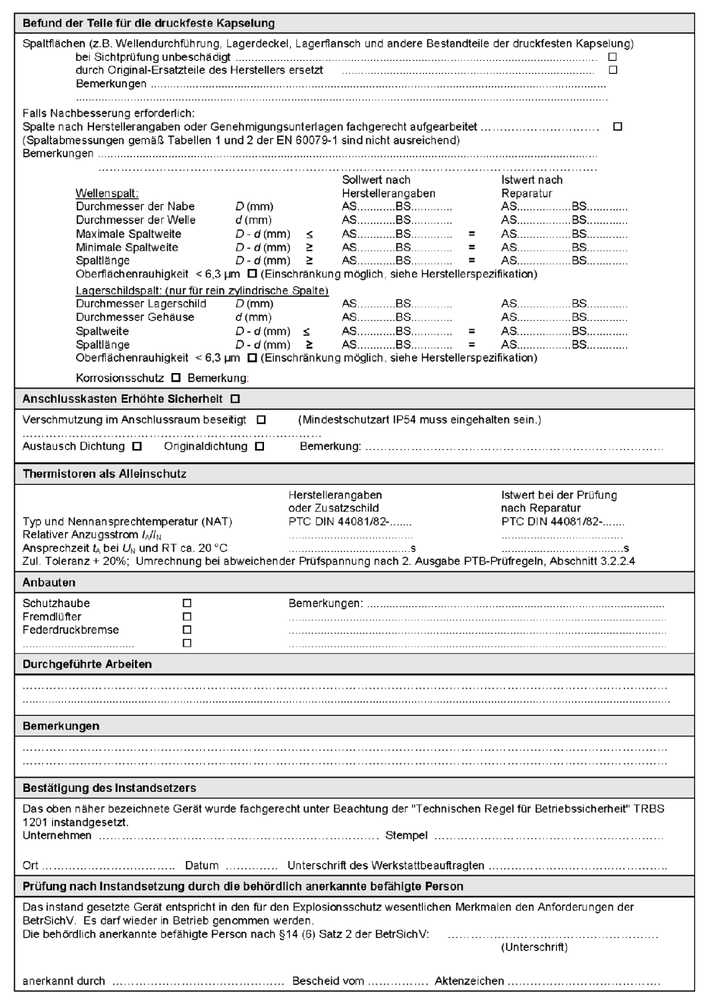 Befund der Teile für die druckfeste Kapselung
Spaltflächen (z.B. Wellendurchführung, Lagerdeckel, Lagerflansch und andere Bestandteile der druckfesten Kapselung)
bei Sichtprüfung unbeschädigt ........................................ ☐
durch Original-Ersatzteile des Herstellers ersetzt ........................................ ☐
Bemerkungen ........................................
........................................
Falls Nachbesserung erforderlich:
Spalte nach Herstellerangaben oder Genehmigungsunterlagen fachgerecht aufgearbeitet .............................. ☐
(Spaltabmessungen gemäß Tabellen 1 und 2 der EN 60079-1 sind nicht ausreichend)
Bemerkungen ........................................
........................................
Sollwert nach Istwert nach
Wellenspalt: Herstellerangaben Reparatur
Durchmesser der Nabe D (mm) AS............BS............. AS.................BS.............
Durchmesser der Welle d (mm) AS............BS............. AS.................BS.............
Maximale Spaltweite D - d (mm) ≤ AS............BS............. = AS.................BS.............
Minimale Spaltweite D - d (mm) ≥ AS............BS............. = AS.................BS.............
Spaltlänge D - d (mm) ≥ AS............BS............. = AS.................BS.............
Oberflächenrauhigkeit < 6,3 µm ☐ (Einschränkung möglich, siehe Herstellerspezifikation)
Lagerschildspalt: (nur für rein zylindrische Spalte)
Durchmesser Lagerschild D (mm) AS............BS............. AS.................BS.............
Durchmesser Gehäuse d (mm) AS............BS............. AS.................BS.............
Spaltweite D - d (mm) ≤ AS............BS............. = AS.................BS.............
Spaltlänge D - d (mm) ≥ AS............BS............. = AS.................BS.............
Oberflächenrauhigkeit < 6,3 µm ☐ (Einschränkung möglich, siehe Herstellerspezifikation)
Korrosionsschutz ☐ Bemerkung:
Anschlusskasten Erhöhte Sicherheit ☐
Verschmutzung im Anschlussraum beseitigt ☐ (Mindestschutzart IP54 muss eingehalten sein.)
........................................
Austausch Dichtung ☐ Originaldichtung ☐ Bemerkung: ........................................
Thermistoren als Alleinschutz
Herstellerangaben Istwert bei der Prüfung
oder Zusatzschild nach Reparatur
Typ und Nennansprechtemperatur (NAT) PTC DIN 44081/82-....... PTC DIN 44081/82-.......
Relativer Anzugsstrom IA/IN ........................................ ........................................
Ansprechzeit tA bei UN und RT ca. 20 °C ........................................s ........................................s
Zul. Toleranz + 20%; Umrechnung bei abweichender Prüfspannung nach 2. Ausgabe PTB-Prüfregeln, Abschnitt 3.2.2.4
Anbauten
Schutzhaube ☐ Bemerkungen: ........................................
Fremdlüfter ☐ ........................................
Federdruckbremse ☐ ........................................
.................................... ☐ ........................................
Durchgeführte Arbeiten
........................................
........................................
Bemerkungen
........................................
........................................
Bestätigung des Instandsetzers
Das oben näher bezeichnete Gerät wurde fachgerecht unter Beachtung der "Technischen Regel für Betriebssicherheit" TRBS
1201 instandgesetzt.
Unternehmen ........................................ Stempel ........................................
Ort .................................... Datum .............. Unterschrift des Werkstattbeauftragten ........................................
Prüfung nach Instandsetzung durch die behördlich anerkannte befähigte Person
Das instand gesetzte Gerät entspricht in den für den Explosionsschutz wesentlichen Merkmalen den Anforderungen der
BetrSichV. Es darf wieder in Betrieb genommen werden.
Die behördlich anerkannte befähigte Person nach §14 (6) Satz 2 der BetrSichV: ........................................
(Unterschrift)
anerkannt durch ........................................ Bescheid vom ................ Aktenzeichen ........................................